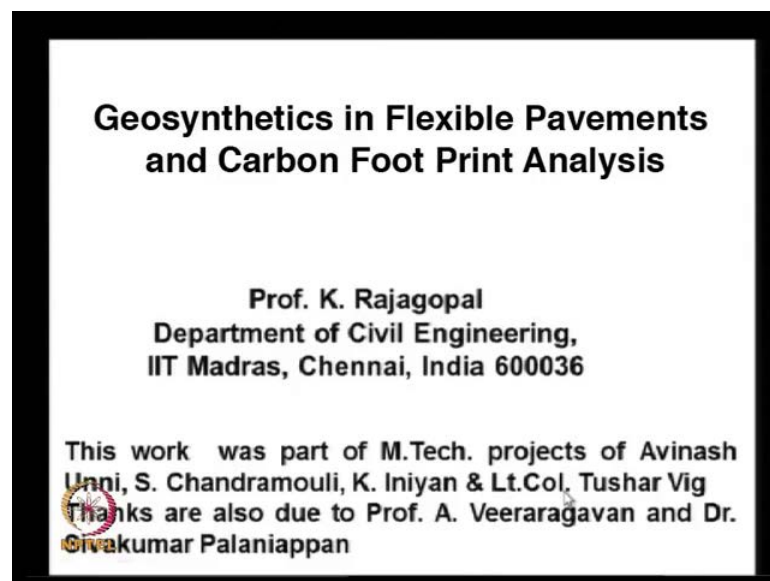 Geosynthetics in Flexible Pavements
and Carbon Foot Print Analysis
Prof. K. Rajagopal
Department of Civil Engineering,
IIT Madras, Chennai, India 600036
This work was part of M.Tech. projects of Avinash
Unni, S. Chandramouli, K. Iniyan & Lt.Col. Tushar Vig
Thanks are also due to Prof. A. Veeraragavan and Dr.
Sivakumar Palaniappan
NPTEL